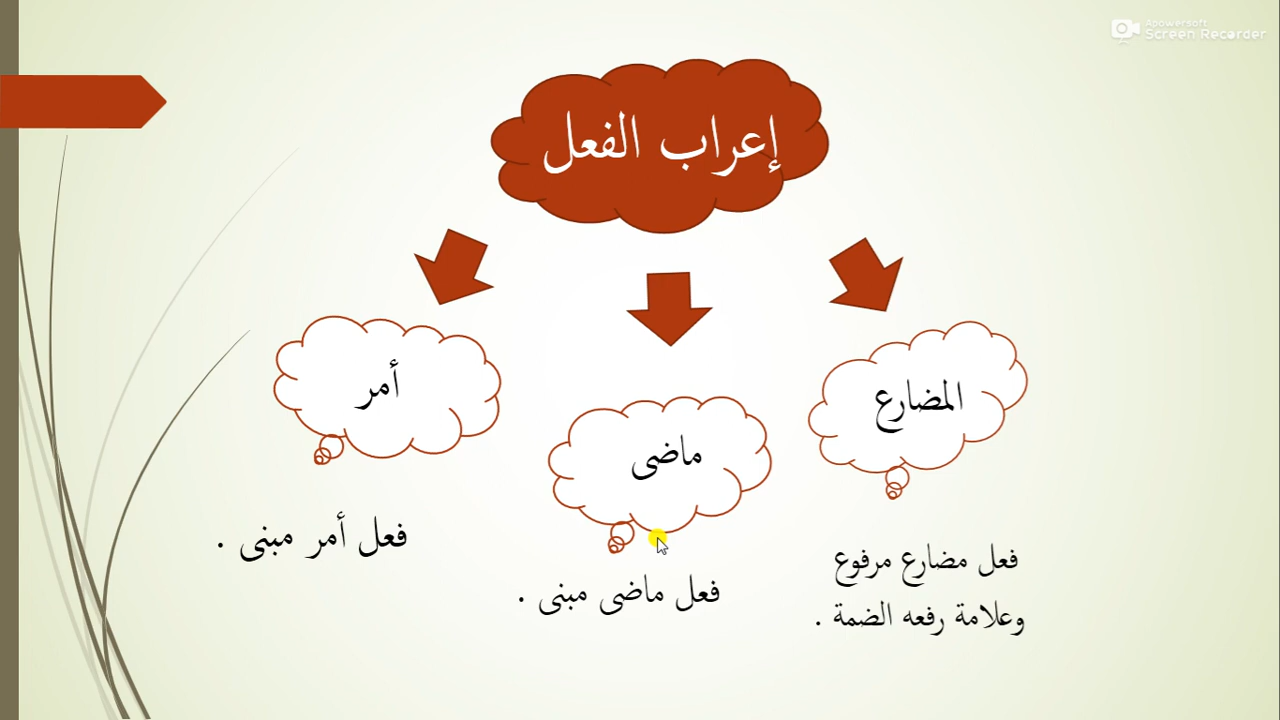 Apowersoft
Screen Recorder
إعراب الفعل
المضارع
ماضى
أمر
فعل مضارع مرفوع
وعلامة رفعه الضمة .
فعل ماضى مبنى .
فعل أمر مبنى .